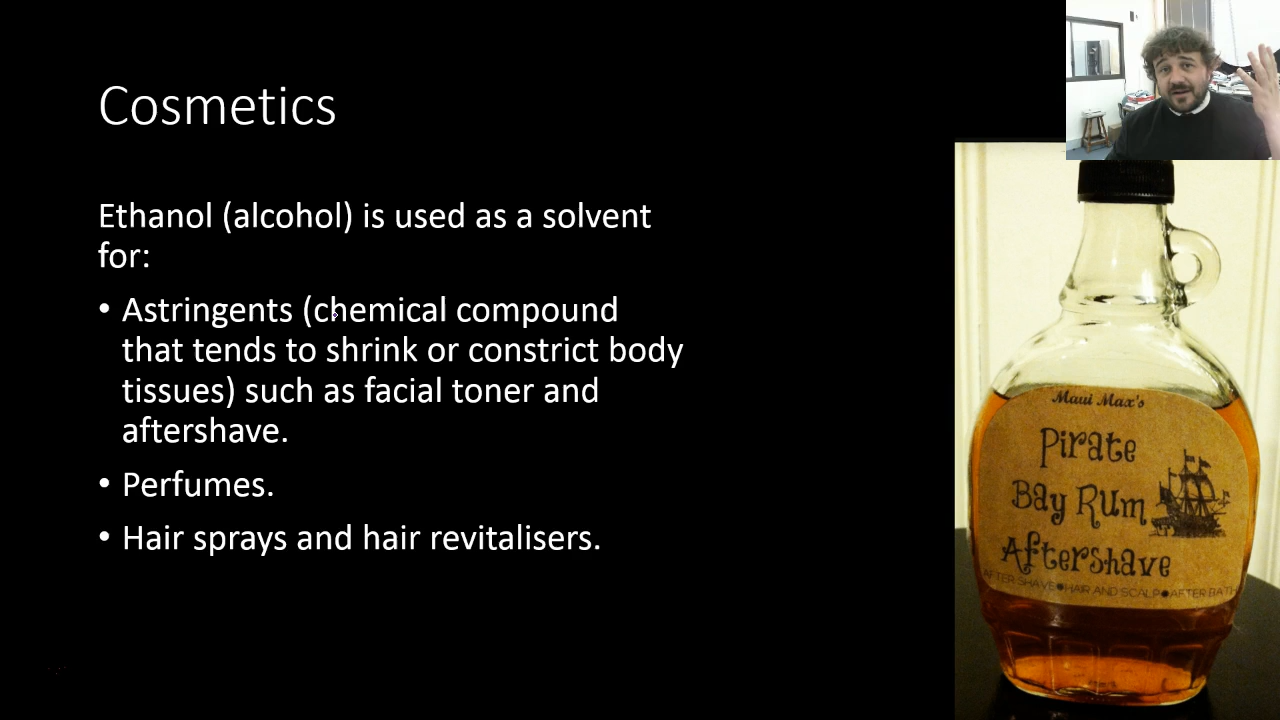 Cosmetics
Ethanol (alcohol) is used as a solvent
for:
• Astringents (chemical compound
that tends to shrink or constrict body
tissues) such as facial toner and
aftershave.
• Perfumes.
• Hair sprays and hair revitalisers.
Maui Max's
Pirate
Bay Rum
Aftershave
AFTER SHAVE●HAIR AND SCALP●AFTER BATH